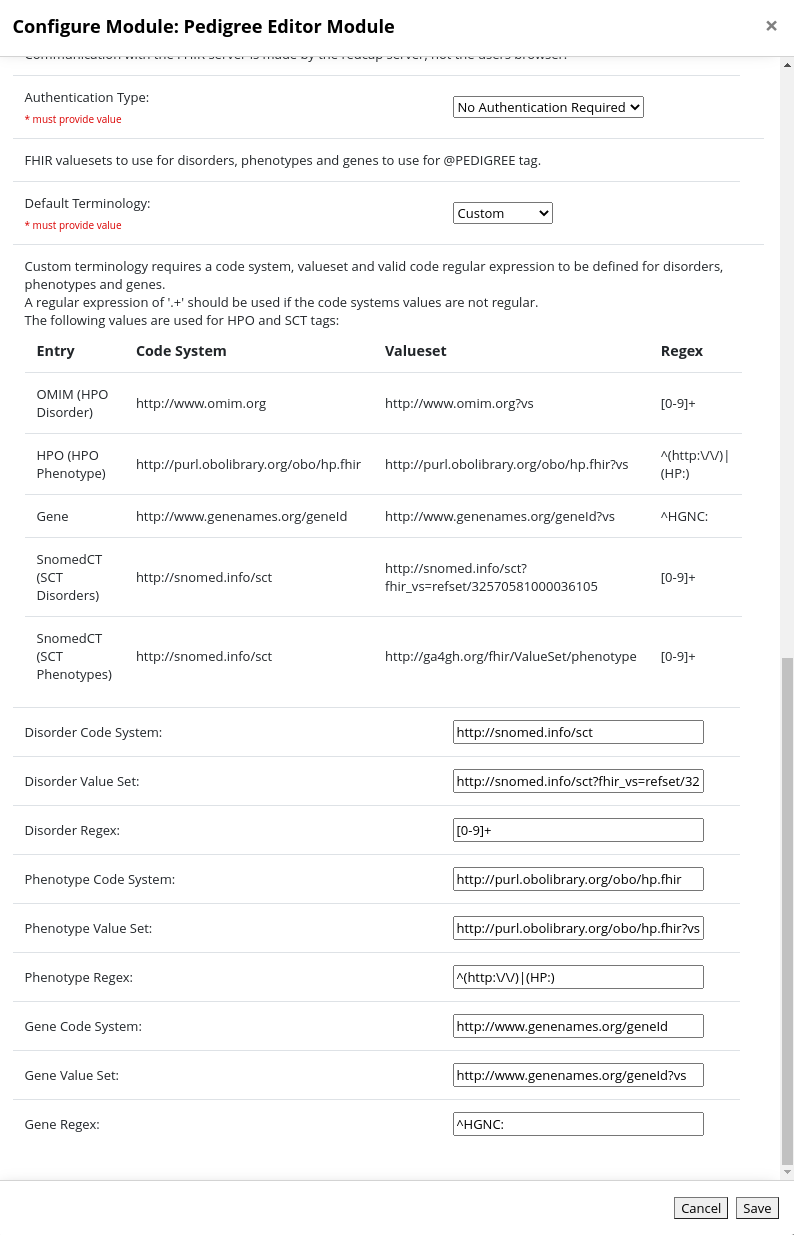 Configure Module: Pedigree Editor Module
×
Communication with the FHIR server is made by the redcap server, not the users browser.
Authentication Type:
* must provide value
No Authentication Required
FHIR valuesets to use for disorders, phenotypes and genes to use for @PEDIGREE tag.
Default Terminology:
* must provide value
Custom
Custom terminology requires a code system, valueset and valid code regular expression to be defined for disorders,
phenotypes and genes.
A regular expression of '.+' should be used if the code systems values are not regular.
The following values are used for HPO and SCT tags:
Entry Code System Valueset Regex
OMIM (HPO
Disorder)
http://www.omim.org http://www.omim.org?vs [0-9]+
HPO (HPO
Phenotype)
http://purl.obolibrary.org/obo/hp.fhir http://purl.obolibrary.org/obo/hp.fhir?vs
^(http:\/\/)|
(HP:)
Gene http://www.genenames.org/geneId http://www.genenames.org/geneId?vs ^HGNC:
SnomedCT
(SCT
Disorders)
http://snomed.info/sct
http://snomed.info/sct?
fhir_vs=refset/32570581000036105
[0-9]+
SnomedCT
(SCT
Phenotypes)
http://snomed.info/sct http://ga4gh.org/fhir/ValueSet/phenotype [0-9]+
Disorder Code System: http://snomed.info/sct
Disorder Value Set: http://snomed.info/sct?fhir_vs=refset/32
Disorder Regex: [0-9]+
Phenotype Code System: http://purl.obolibrary.org/obo/hp.fhir
Phenotype Value Set: http://purl.obolibrary.org/obo/hp.fhir?vs
Phenotype Regex: ^(http:\/\/)|(HP:)
Gene Code System: http://www.genenames.org/geneId
Gene Value Set: http://www.genenames.org/geneId?vs
Gene Regex: ^HGNC:
Cancel Save